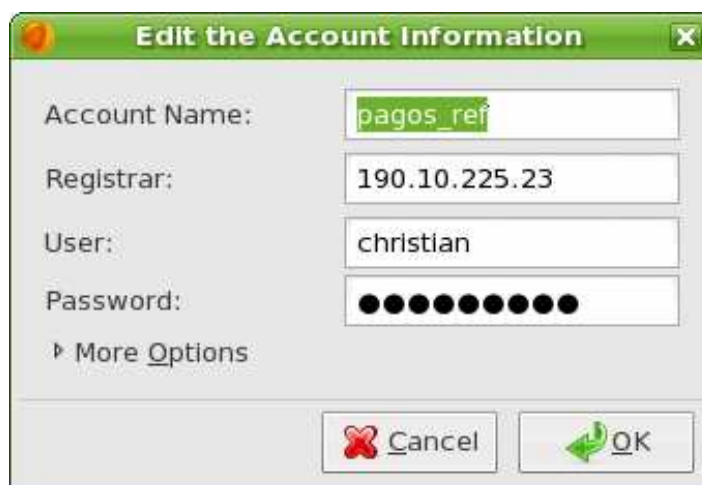 Edit the Account Information
Account Name: pagos_ref
Registrar: 190.10.225.23
User: christian
Password: ●●●●●●●●●
More Options
Cancel OK